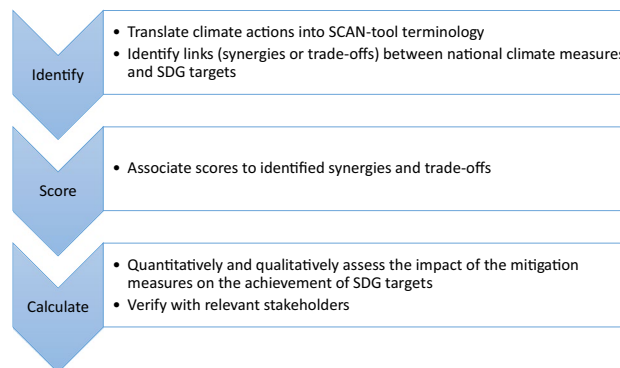 Identify
• Translate climate actions into SCAN-tool terminology
• Identify links (synergies or trade-offs) between national climate measures
and SDG targets
Score
• Associate scores to identified synergies and trade-offs
Calculate
• Quantitatively and qualitatively assess the impact of the mitigation
measures on the achievement of SDG targets
• Verify with relevant stakeholders